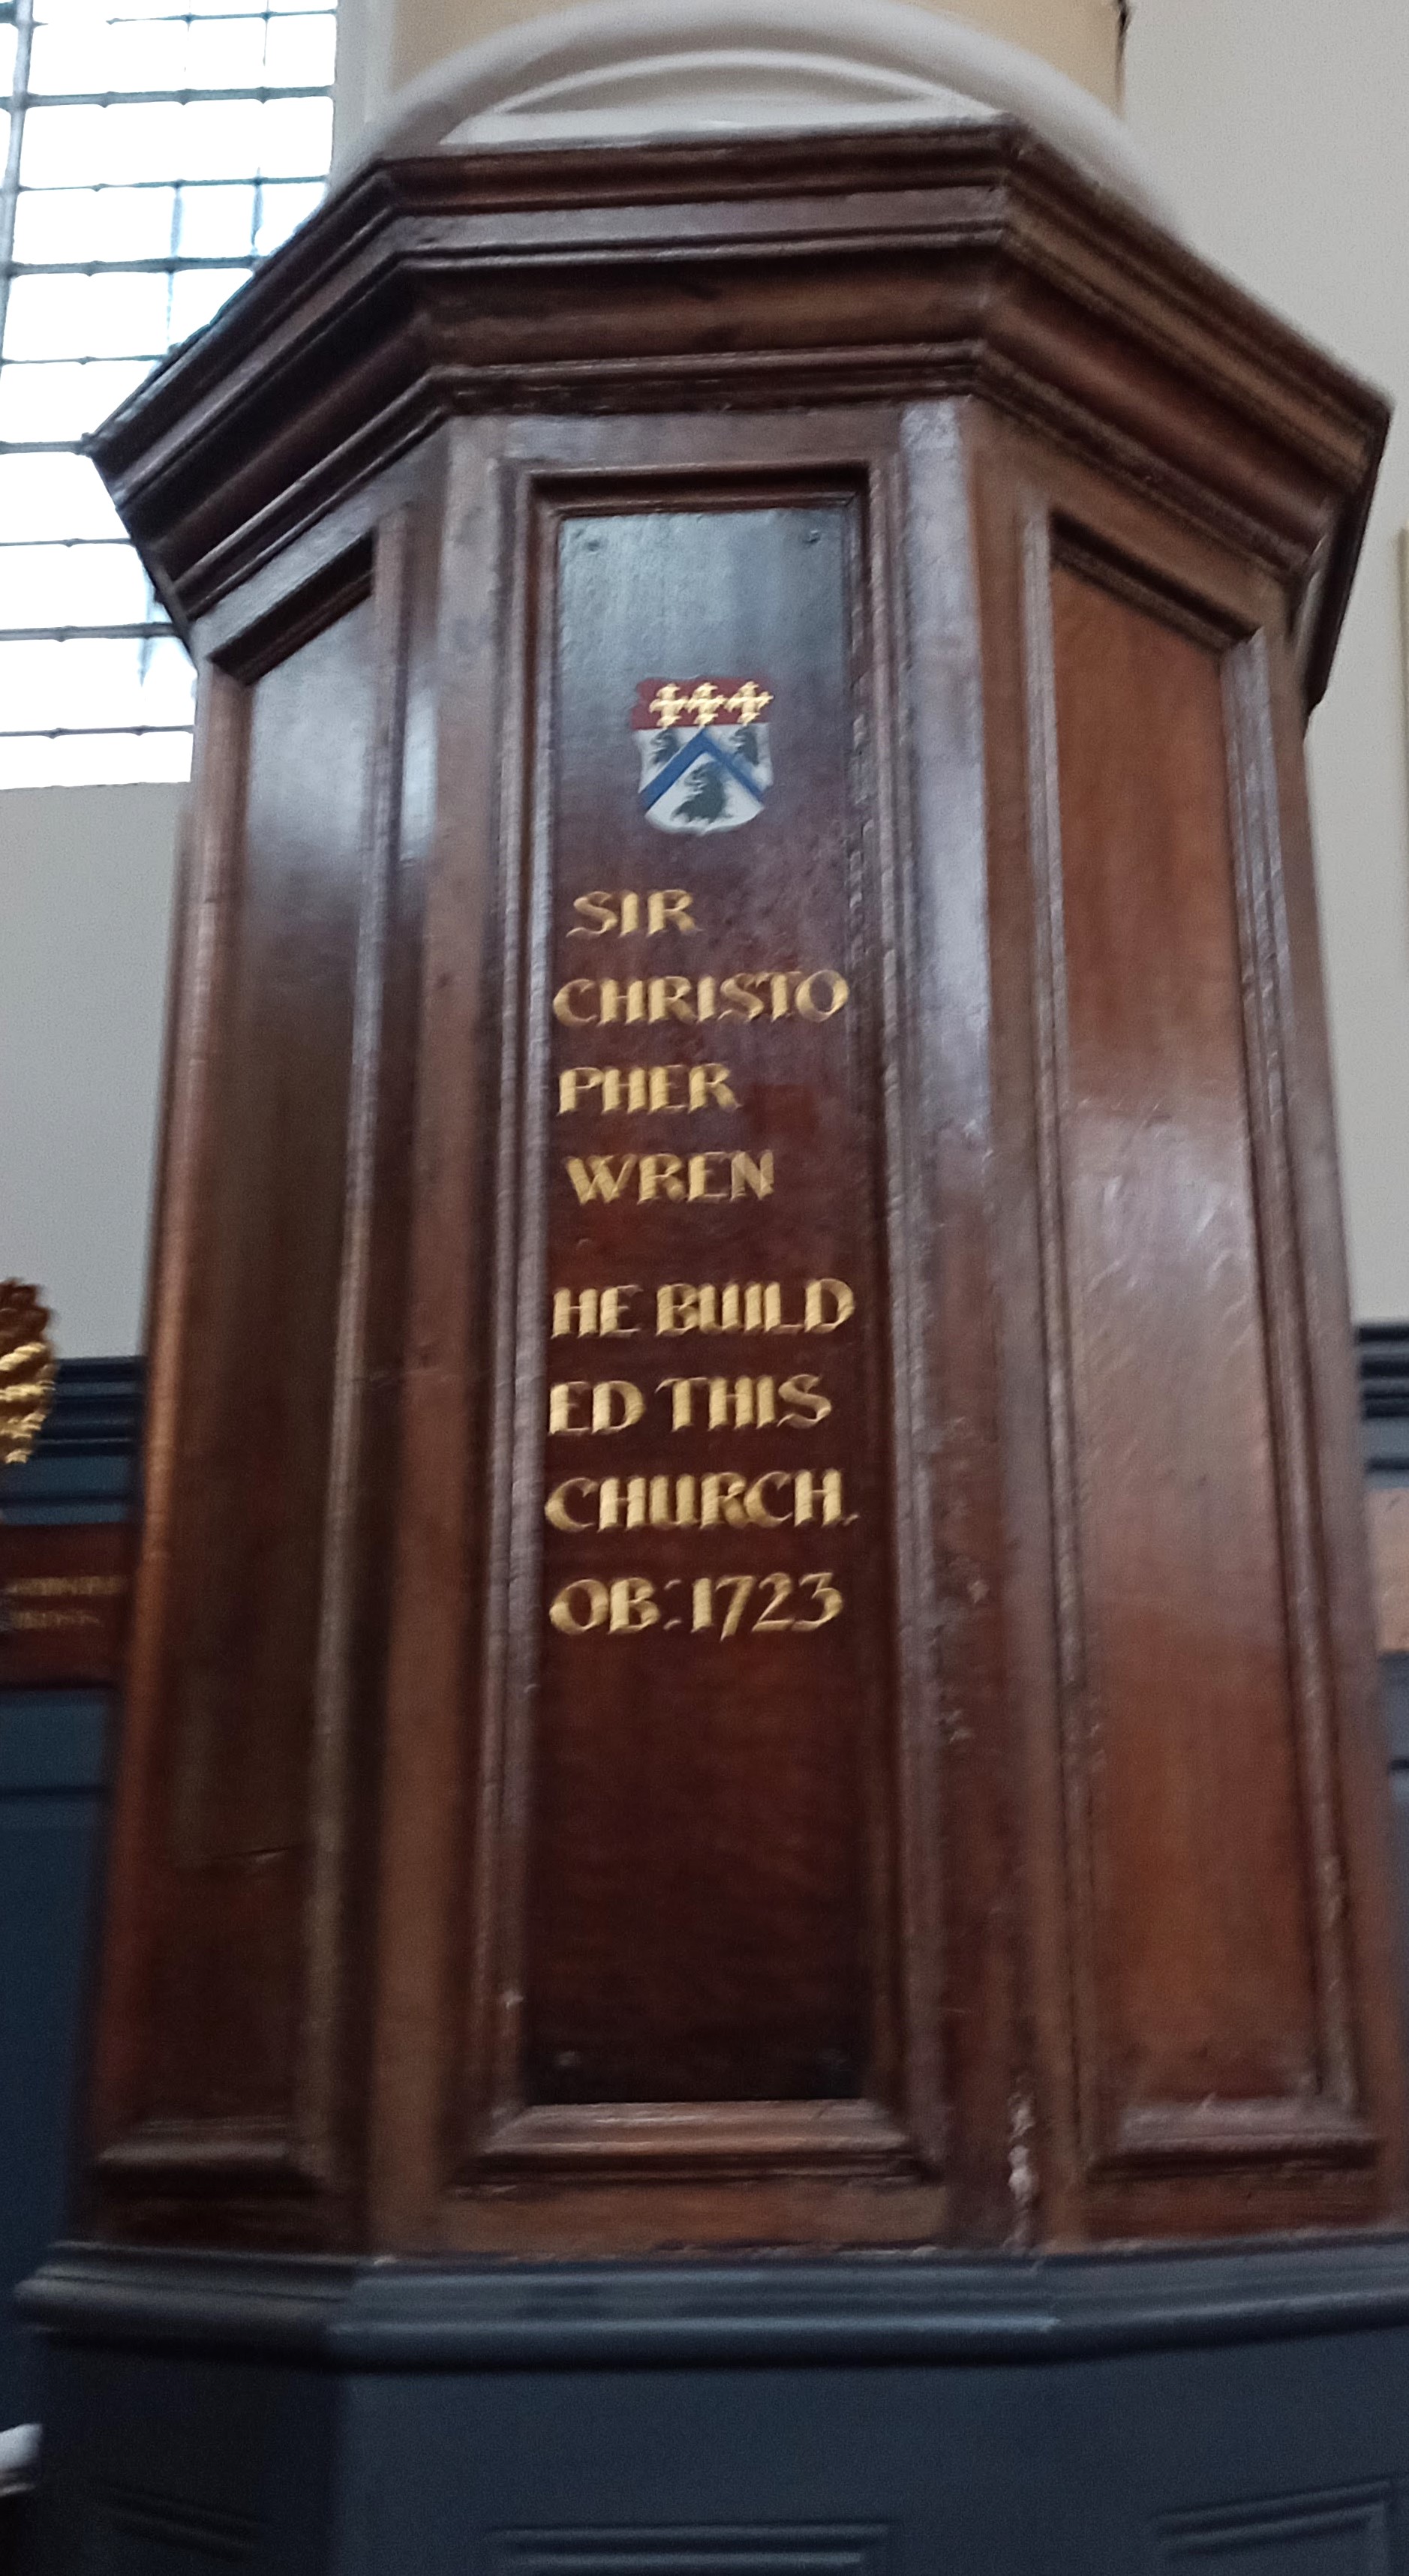 SIR
CHRISTO
PHER
WREN
HE BUILD
ED THIS
CHURCH.
OB: 1723